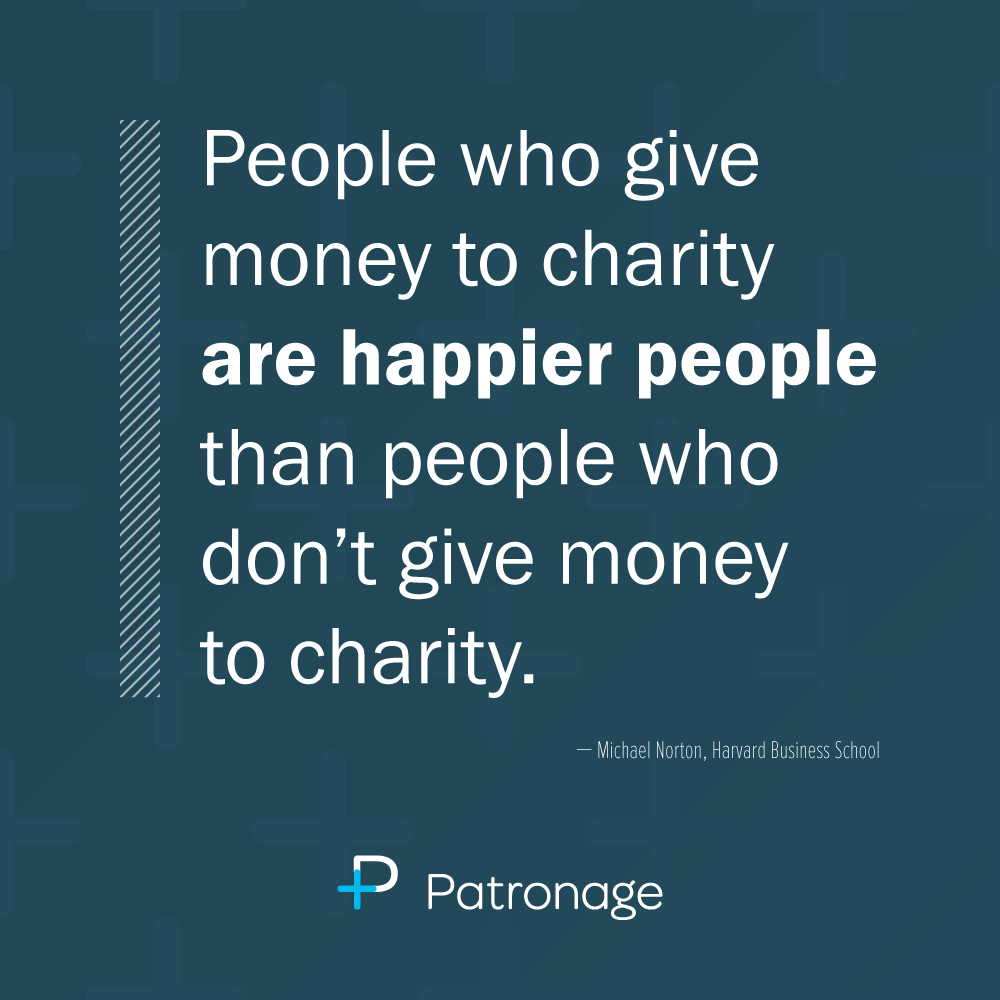 People who give
money to charity
are happier people
than people who
don’t give money
to charity.
— Michael Norton, Harvard Business School
Patronage